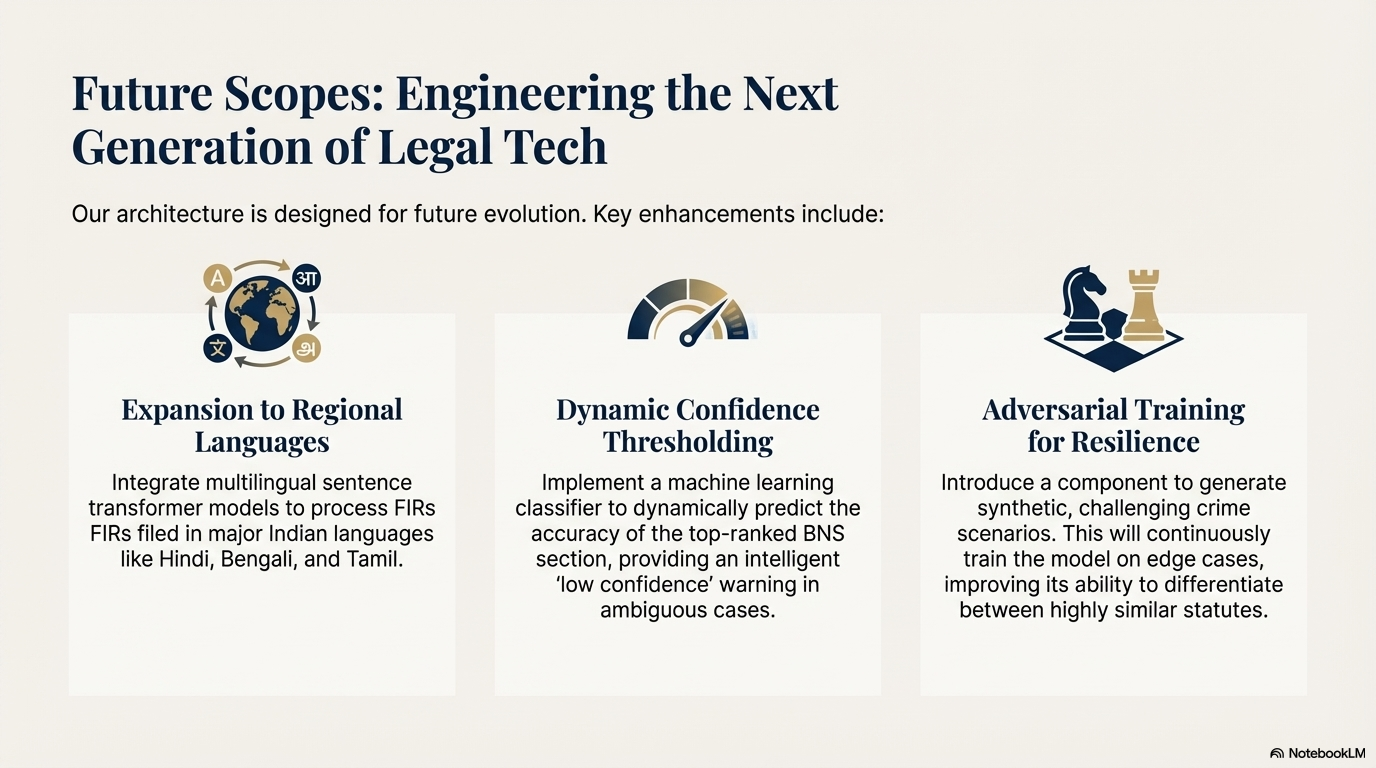 Future Scopes: Engineering the Next
Generation of Legal Tech
Our architecture is designed for future evolution. Key enhancements include:
A
आ
文
அ
Expansion to Regional
Languages
Integrate multilingual sentence
transformer models to process FIRs
FIRs filed in major Indian languages
like Hindi, Bengali, and Tamil.
Dynamic Confidence
Thresholding
Implement a machine learning
classifier to dynamically predict the
accuracy of the top-ranked BNS
section, providing an intelligent
‘low confidence’ warning in
ambiguous cases.
Adversarial Training
for Resilience
Introduce a component to generate
synthetic, challenging crime
scenarios. This will continuously
train the model on edge cases,
improving its ability to differentiate
between highly similar statutes.
NotebookLM